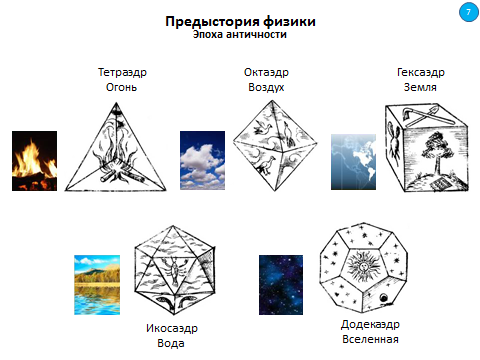 7
Предыстория физики
Эпоха античности
Тетраэдр
Огонь
Октаэдр
Воздух
Гексаэдр
Земля
Икосаэдр
Вода
Додекаэдр
Вселенная